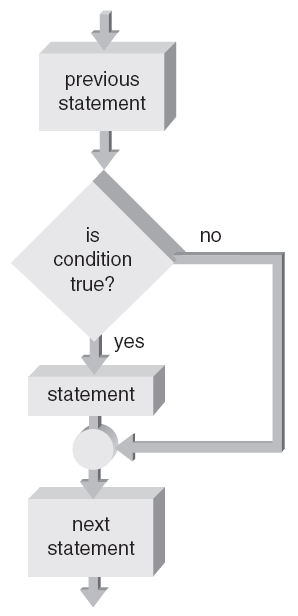 previous
statement
is
condition
true?
no
yes
statement
next
statement